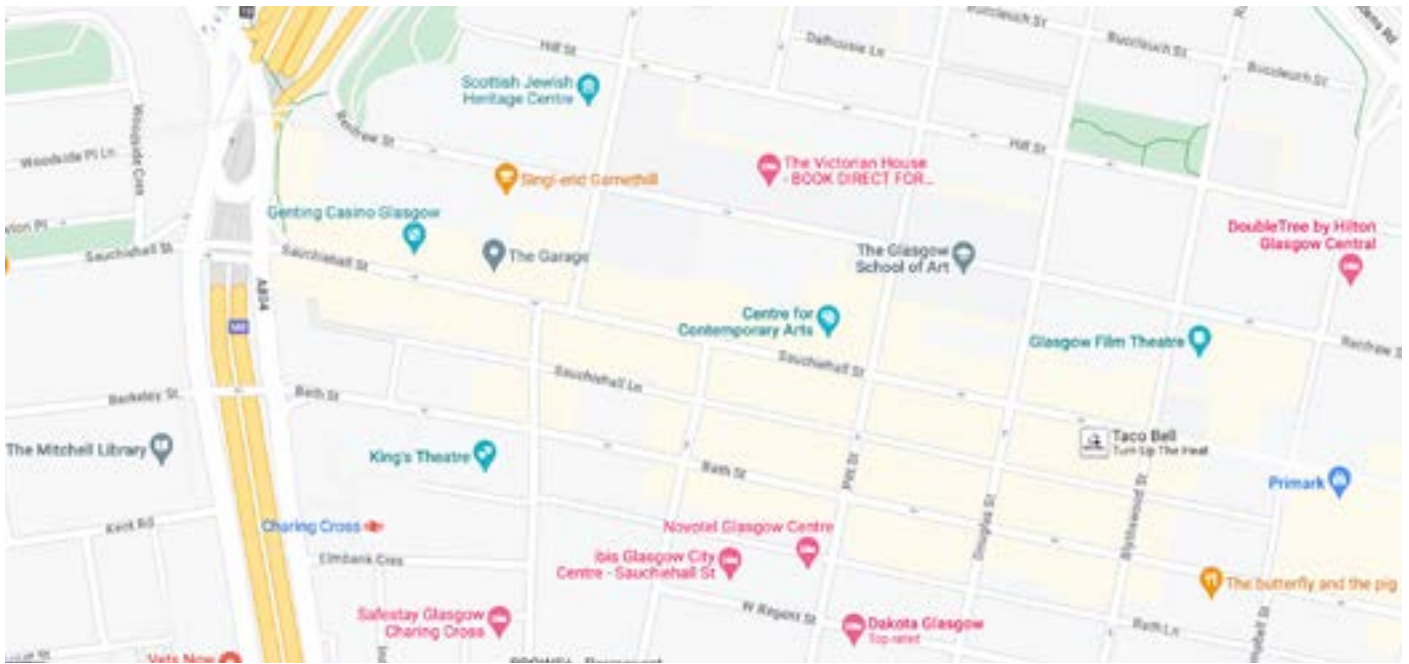 Buccleuch St
Buccleuch St
Buccleuch St
Dalhousie Ln
Hill St
Scottish Jewish
Heritage Centre
Woodside Cres
Renfrew St
Hill St
Woodside Pl Ln
The Victorian House
- BOOK DIRECT FOR...
Singl-end Garnethill
Genting Casino Glasgow
DoubleTree by Hilton
Glasgow Central
Sauchiehall St
Sauchiehall St
The Garage
The Glasgow
School of Art
A804
M8
Centre for
Contemporary Arts
Glasgow Film Theatre
Renfrew S
Sauchiehall St
Sauchiehall Ln
Berkeley St
Bath St
Taco Bell
Turn Up The Heat
The Mitchell Library
King's Theatre
Bath St
Pitt St
Primark
Kent Rd
Charing Cross
Novotel Glasgow Centre
Douglas St
Blythswood St
Elmbank Cres
ibis Glasgow City
Centre - Sauchiehall St
The butterfly and the pig
Safestay Glasgow
Charing Cross
W Regent St
Dakota Glasgow
Top rated
Bath Ln
Vets Now